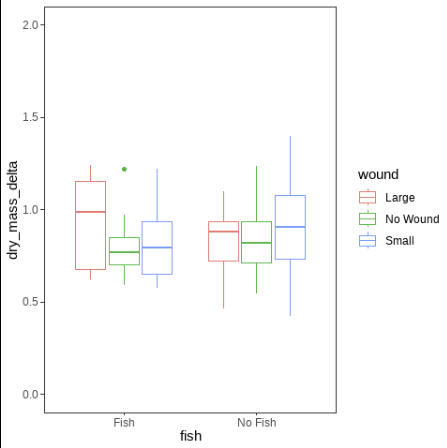 2.0
1.5
1.0
0.5
0.0
dry_mass_delta
Fish
No Fish
fish
wound
Large
No Wound
Small